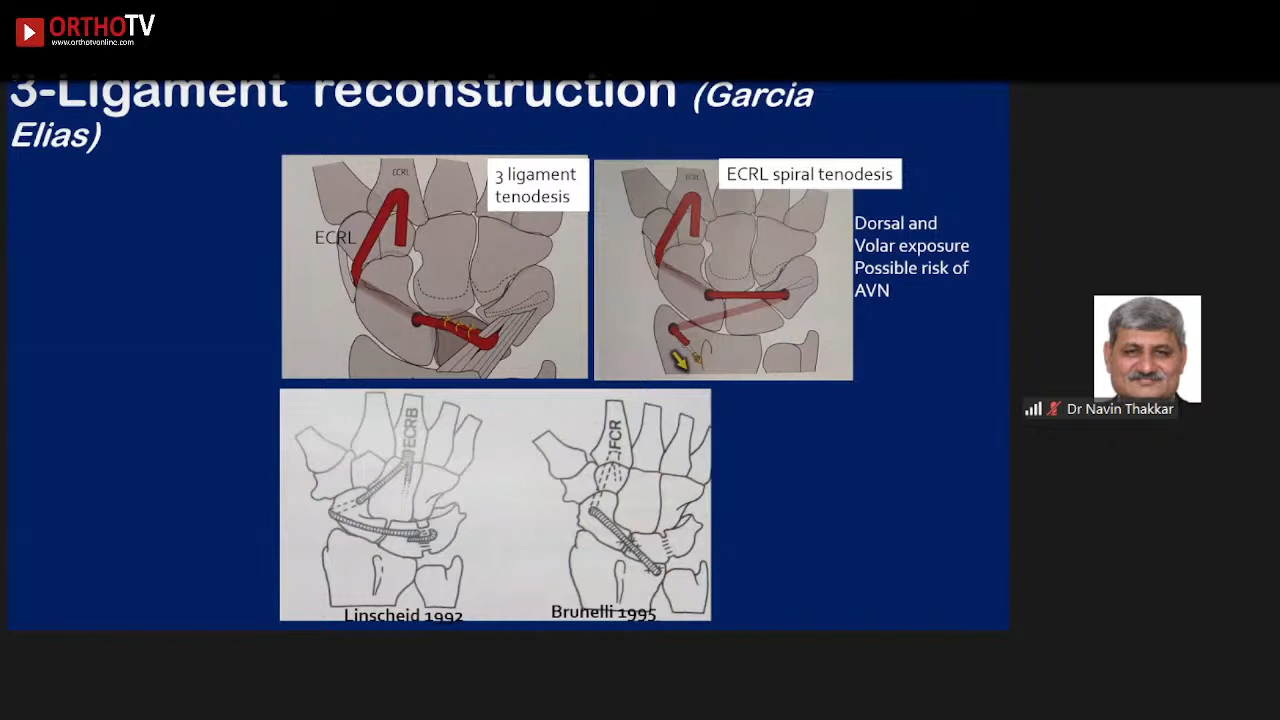 ORTHOTV
www.orthotvonline.com
3-Ligament reconstruction (Garcia
Elias)
ECRL
3 ligament
tenodesis
ECRL
ECRL
ECRL spiral tenodesis
Dorsal and
Volar exposure
Possible risk of
AVN
ECRB
Linscheid 1992
FCR
Brunelli 1995
Dr Navin Thakkar